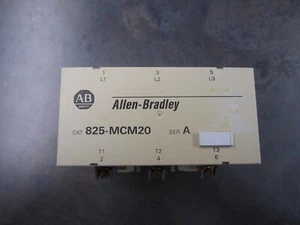 1 3 5
L1 L2 L3
AB
Allen-Bradley
CAT 825-MCM20 SER A
T1 T2 T3
2 4 6